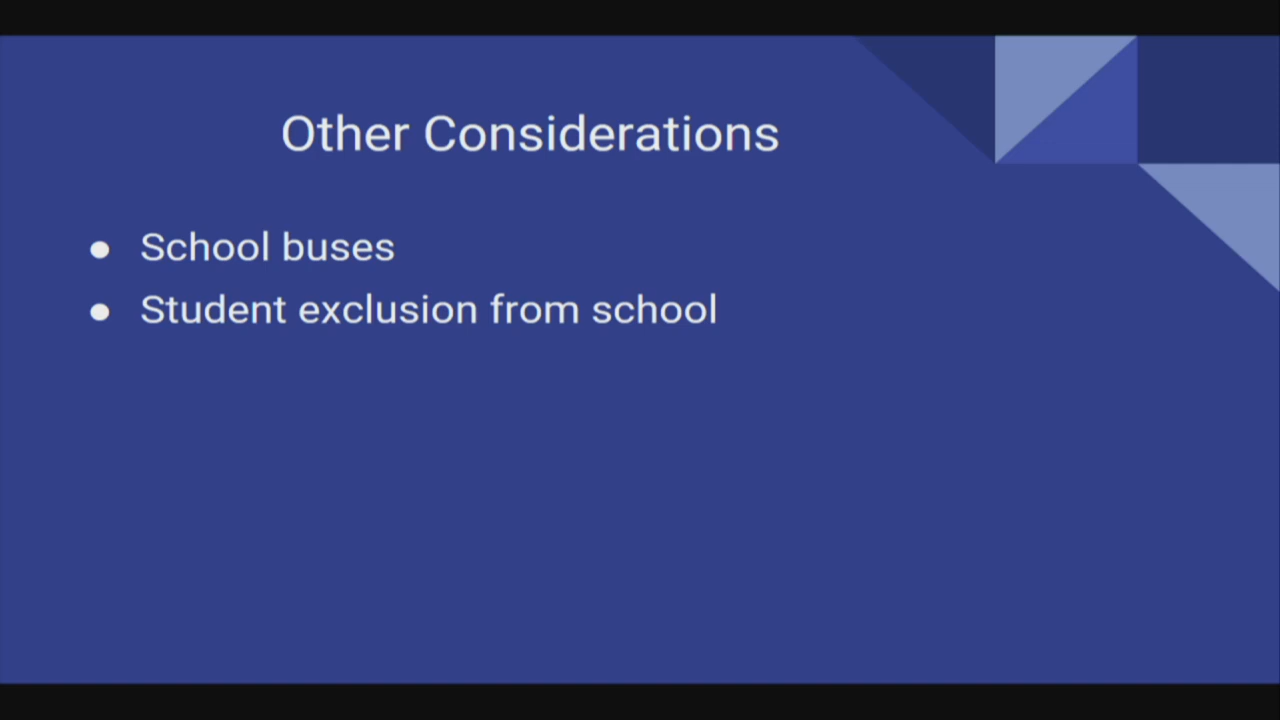 Other Considerations
● School buses
● Student exclusion from school